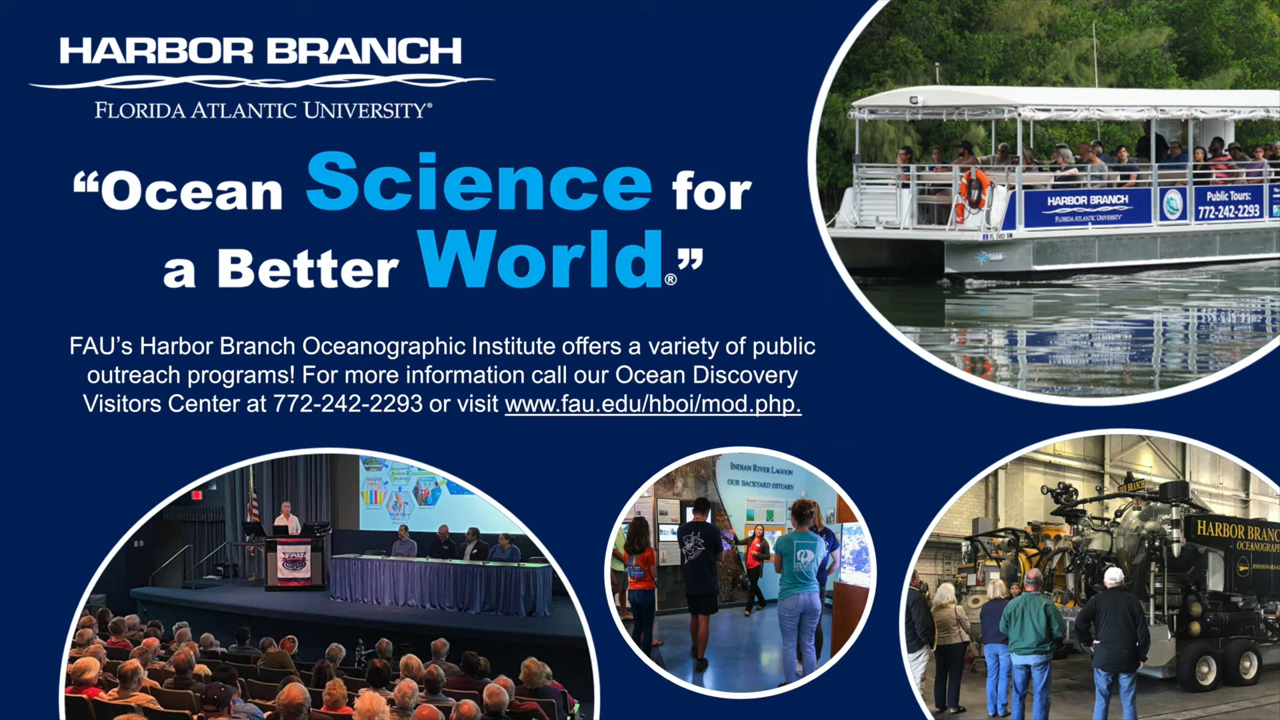 HARBOR BRANCH
FLORIDA ATLANTIC UNIVERSITY®
“Ocean Science for
a Better World®”
FAU’s Harbor Branch Oceanographic Institute offers a variety of public
outreach programs! For more information call our Ocean Discovery
Visitors Center at 772-242-2293 or visit www.fau.edu/hboi/mod.php.
HARBOR BRANCH
FLORIDA ATLANTIC UNIVERSITY
Public Tours:
772-242-2293
INDIAN RIVER LAGOON
OUR BACKYARD ESTUARY
FAU
BRANCH
HARBOR BRANC
OCEANOGRAPH